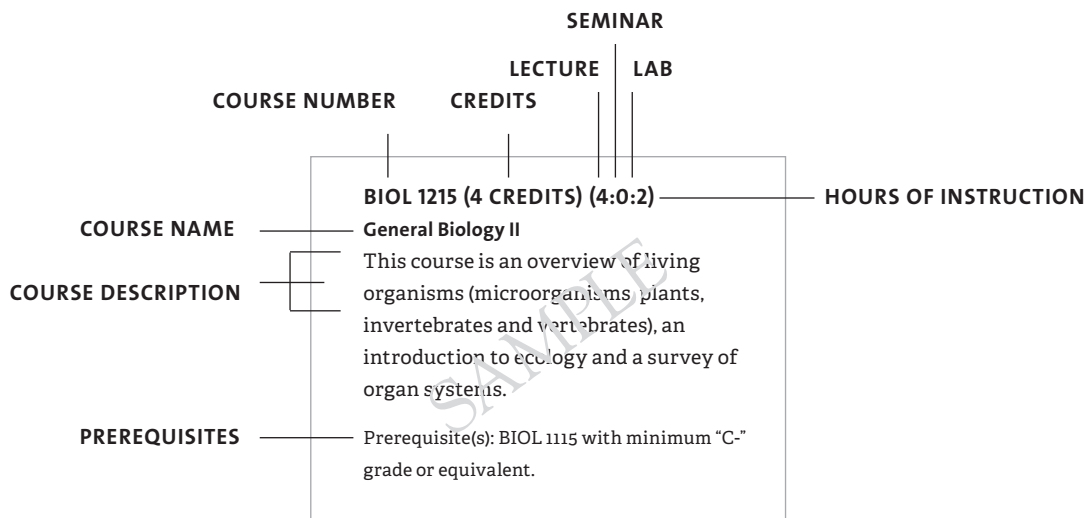 SEMINAR
LECTURE LAB
COURSE NUMBER CREDITS
BIOL 1215 (4 CREDITS) (4:0:2)
HOURS OF INSTRUCTION
COURSE NAME
General Biology II
This course is an overview of living
COURSE DESCRIPTION
organisms (microorganisms, plants,
invertebrates and vertebrates), an
introduction to ecology and a survey of
organ systems.
SAMPLE
PREREQUISITES
Prerequisite(s): BIOL 1115 with minimum “C-”
grade or equivalent.